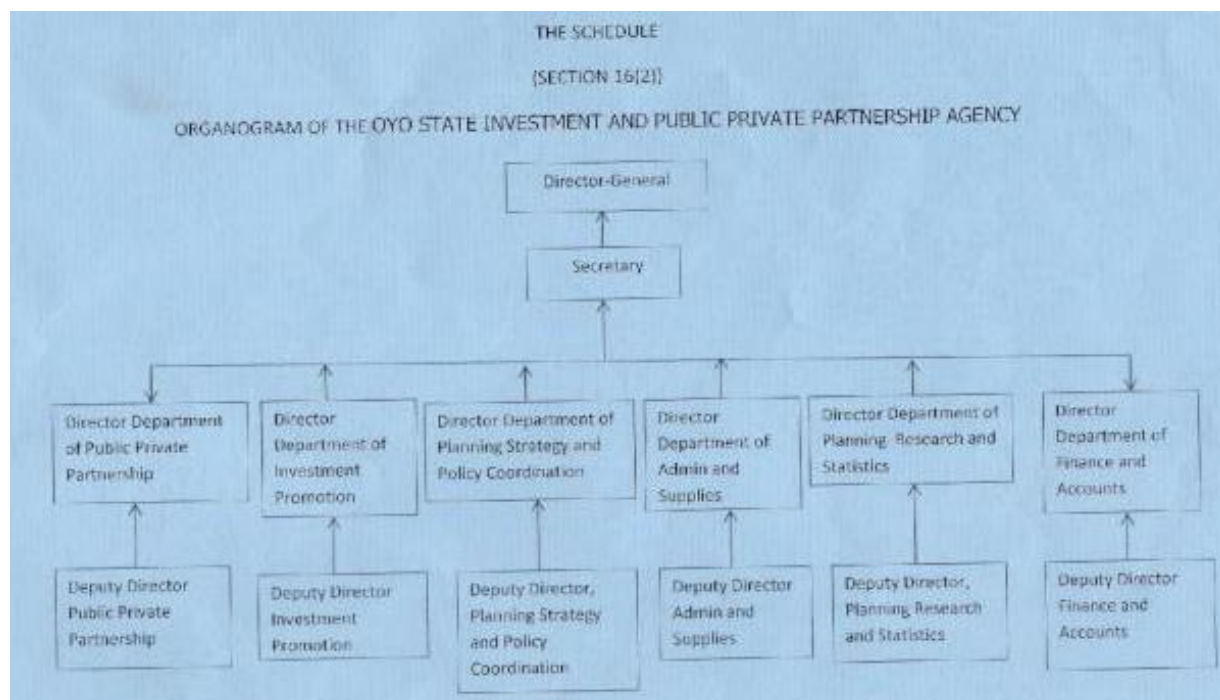 THE SCHEDULE
(SECTION 16(2))
ORGANOGRAM OF THE OYO STATE INVESTMENT AND PUBLIC PRIVATE PARTNERSHIP AGENCY
Director-General
Secretary
Director Department
of Public Private
Partnership
Director
Department of
Investment
Promotion
Director Department of
Planning Strategy and
Policy Coordination
Director
Department of
Admin and
Supplies
Director Department of
Planning Research and
Statistics
Director
Department of
Finance and
Accounts
Deputy Director
Public Private
Partnership
Deputy Director
Investment
Promotion
Deputy Director,
Planning Strategy
and Policy
Coordination
Deputy Director
Admin and
Supplies
Deputy Director,
Planning Research
and Statistics
Deputy Director
Finance and
Accounts